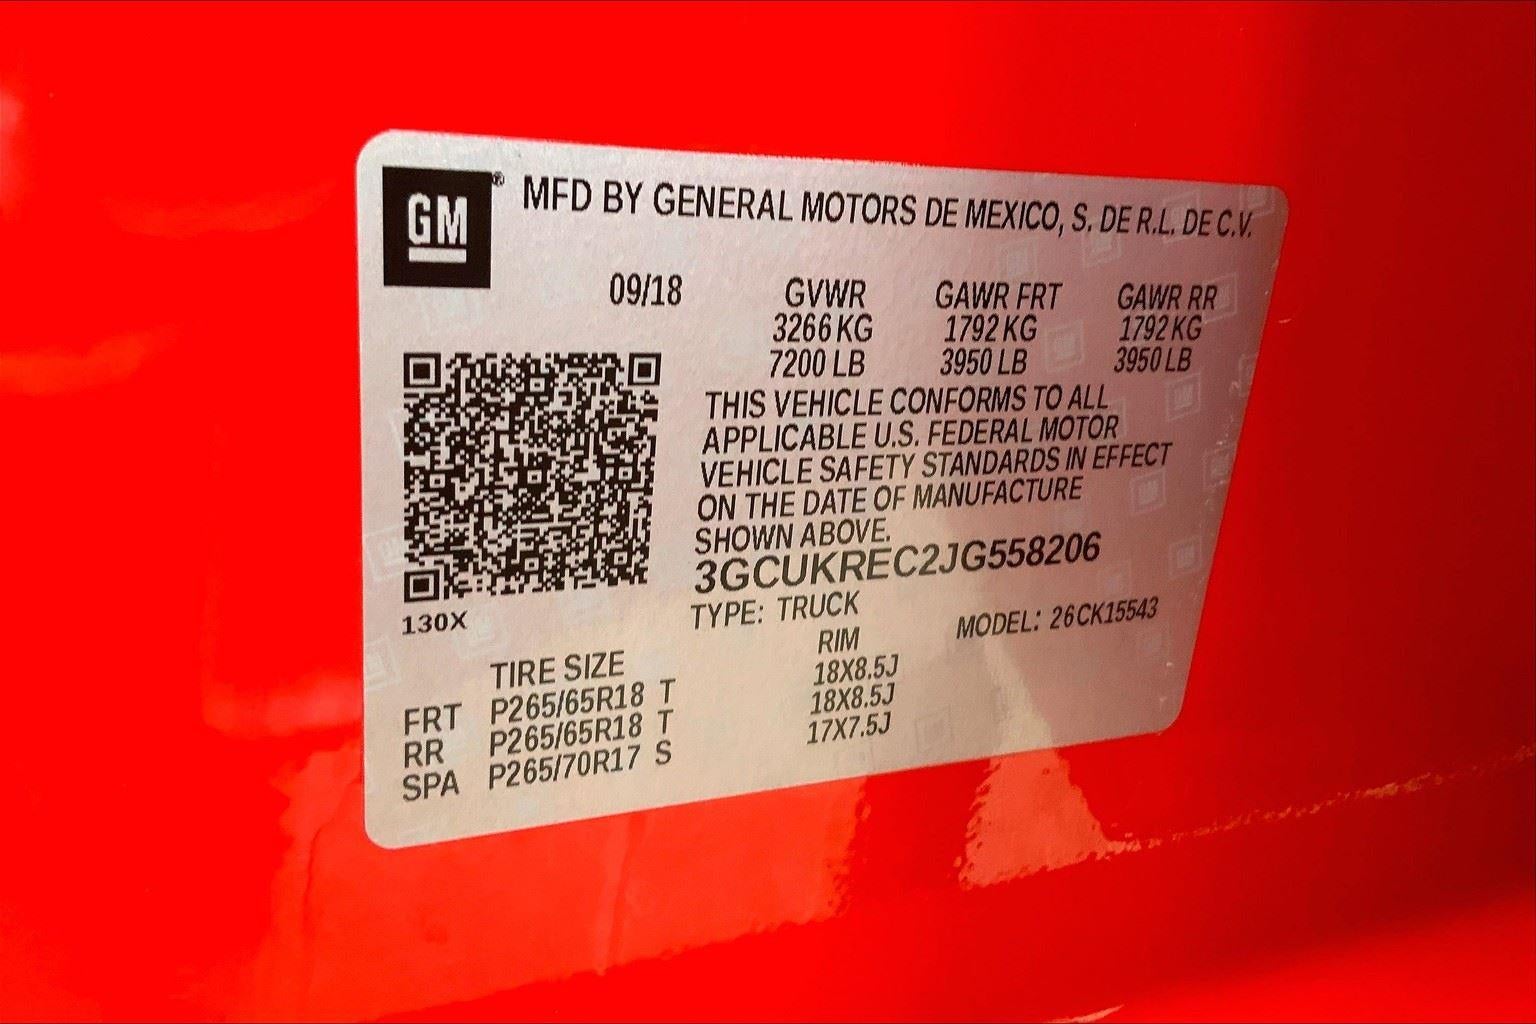 GM® MFD BY GENERAL MOTORS DE MEXICO, S. DE R.L. DE C.V.
09/18 GVWR GAWR FRT GAWR RR
3266 KG 1792 KG 1792 KG
7200 LB 3950 LB 3950 LB
THIS VEHICLE CONFORMS TO ALL
APPLICABLE U.S. FEDERAL MOTOR
VEHICLE SAFETY STANDARDS IN EFFECT
ON THE DATE OF MANUFACTURE
SHOWN ABOVE.
3GCUKREC2JG558206
130X
TYPE: TRUCK MODEL: 26CK15543
TIRE SIZE RIM
FRT P265/65R18 T 18X8.5J
RR P265/65R18 T 18X8.5J
SPA P265/70R17 S 17X7.5J